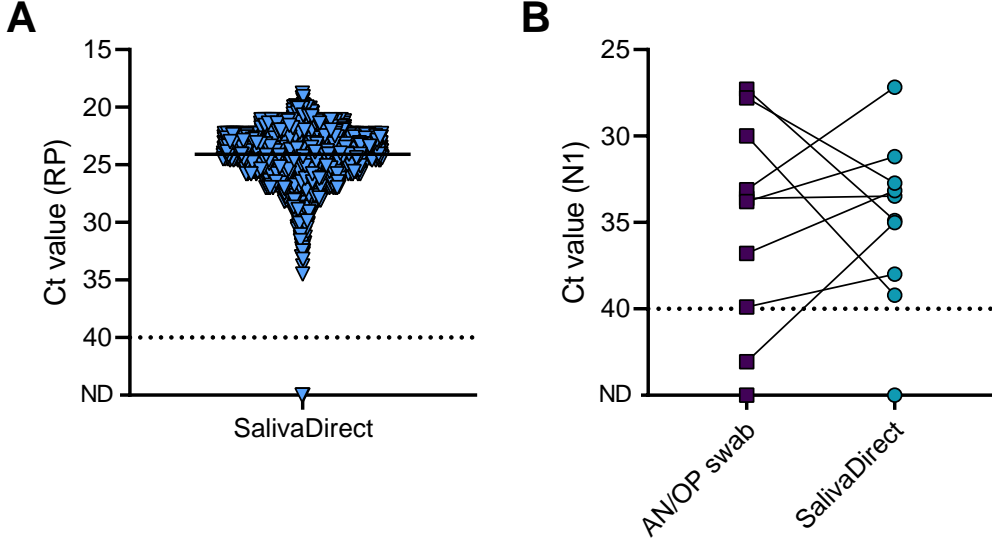 A
Ct value (RP)
15
20
25
30
35
40
ND
SalivaDirect
B
Ct value (N1)
25
30
35
40
ND
AN/OP swab
SalivaDirect